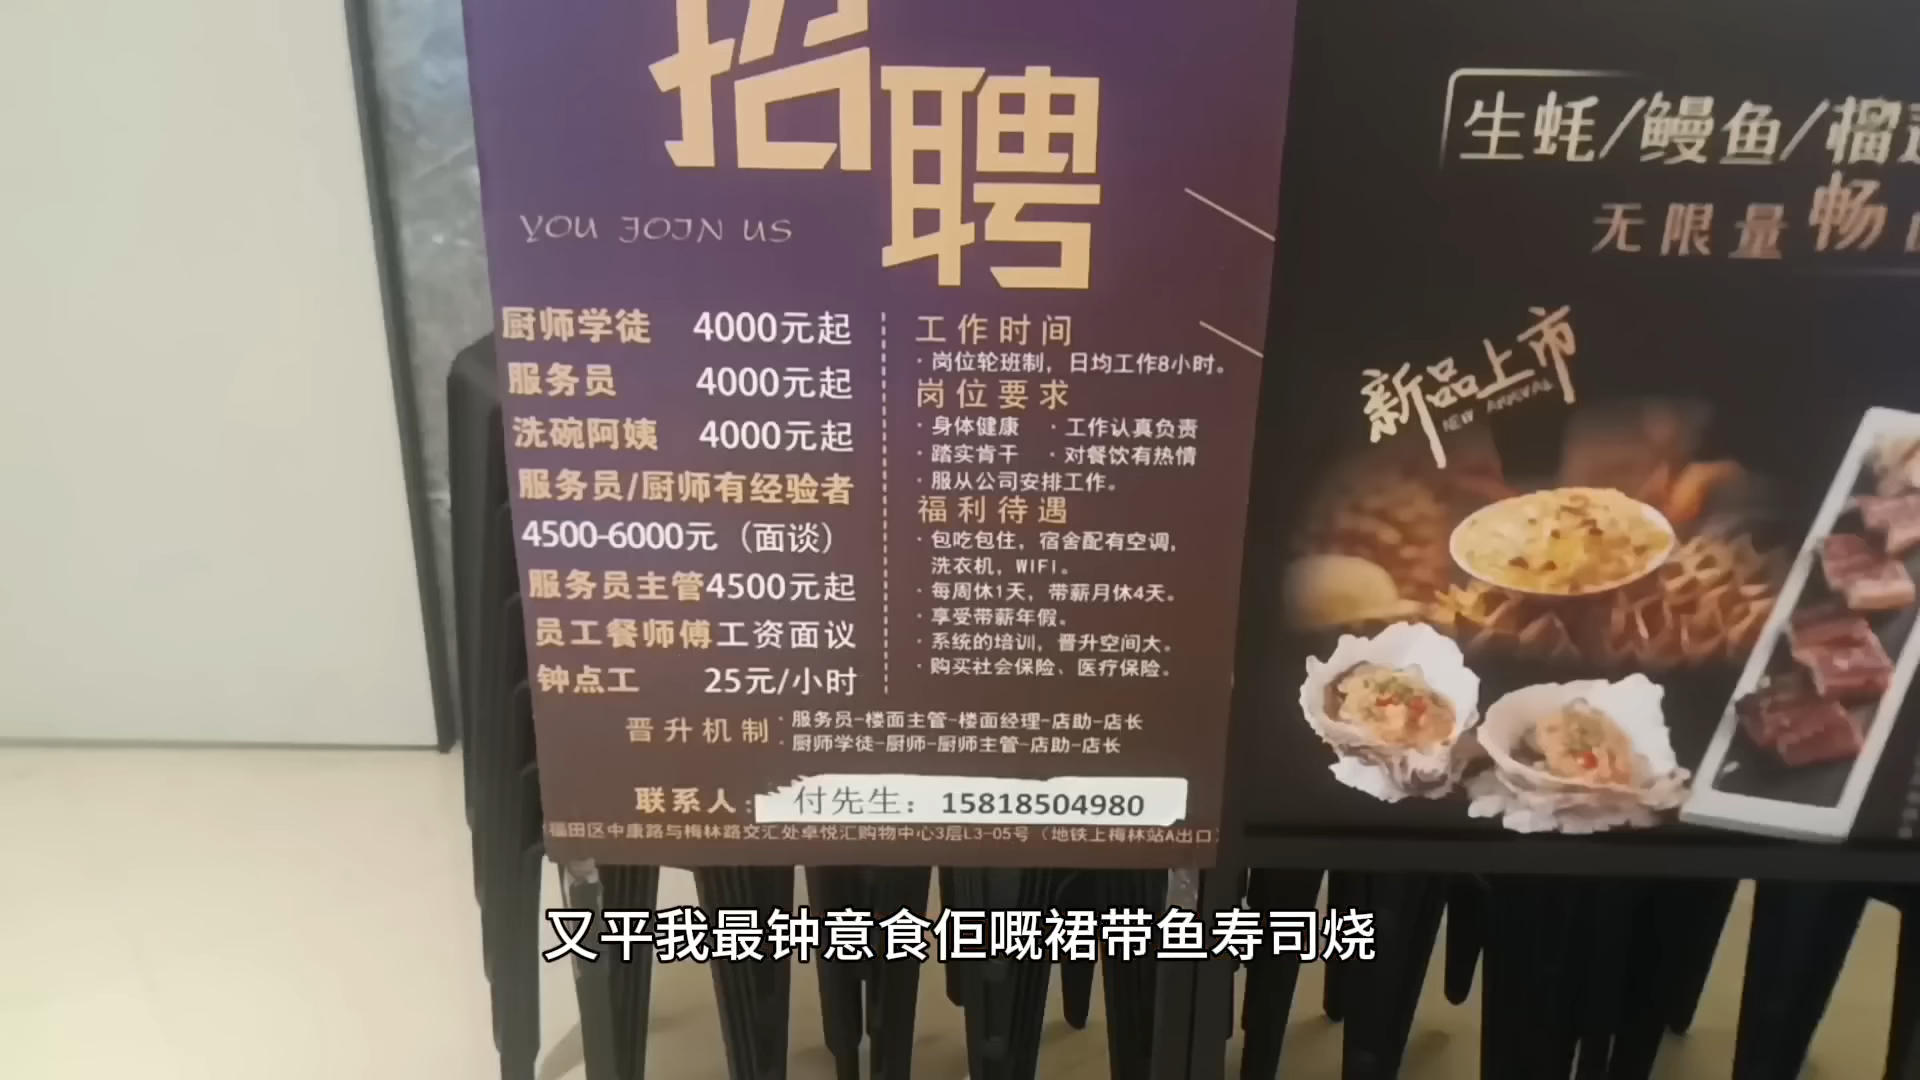 招聘
YOU JOIN US
厨师学徒 4000元起
服务员 4000元起
洗碗阿姨 4000元起
服务员/厨师有经验者
4500-6000元（面谈）
服务员主管4500元起
员工餐师傅工资面议
钟点工 25元/小时
工作时间
·岗位轮班制，日均工作8小时。
岗位要求
·身体健康 ·工作认真负责
·踏实肯干 ·对餐饮有热情
·服从公司安排工作。
福利待遇
·包吃包住，宿舍配有空调，
洗衣机，WIFI。
·每周休1天，带薪月休4天。
·享受带薪年假。
·系统的培训，晋升空间大。
·购买社会保险、医疗保险。
晋升机制
·服务员-楼面主管-楼面经理-店助-店长
·厨师学徒-厨师-厨师主管-店助-店长
联系人：付先生：15818504980
福田区中康路与梅林路交汇处卓悦汇购物中心3层L3-05号（地铁上梅林站A出口
生蚝/鳗鱼/榴
无限量畅
新品上市
NEW ARRIVAL
又平我最钟意食佢嘅裙带鱼寿司烧